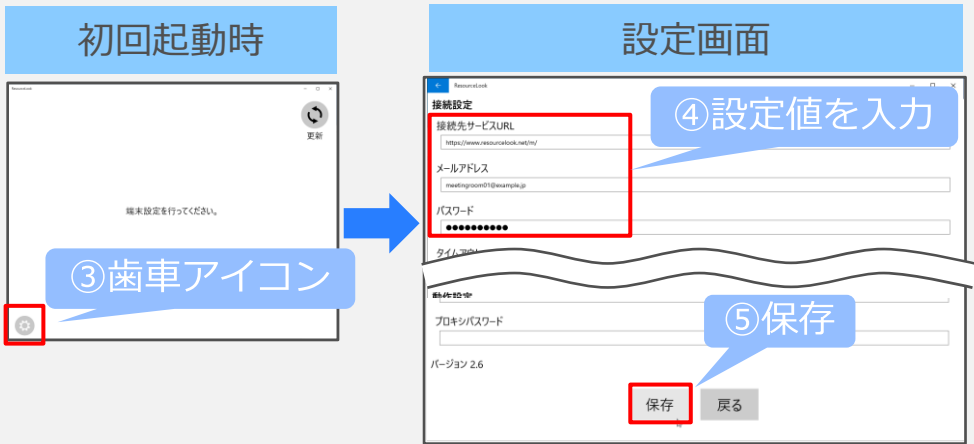 初回起動時
設定画面
ResourceLook
更新
端末設定を行ってください。
③歯車アイコン
ResourceLook
接続設定
④設定値を入力
接続先サービスURL
https://www.resourcelook.net/m/
メールアドレス
meetingroom01@example.jp
パスワード
●●●●●●●●●●
動作設定
⑤保存
プロキシパスワード
バージョン 2.6
保存
戻る